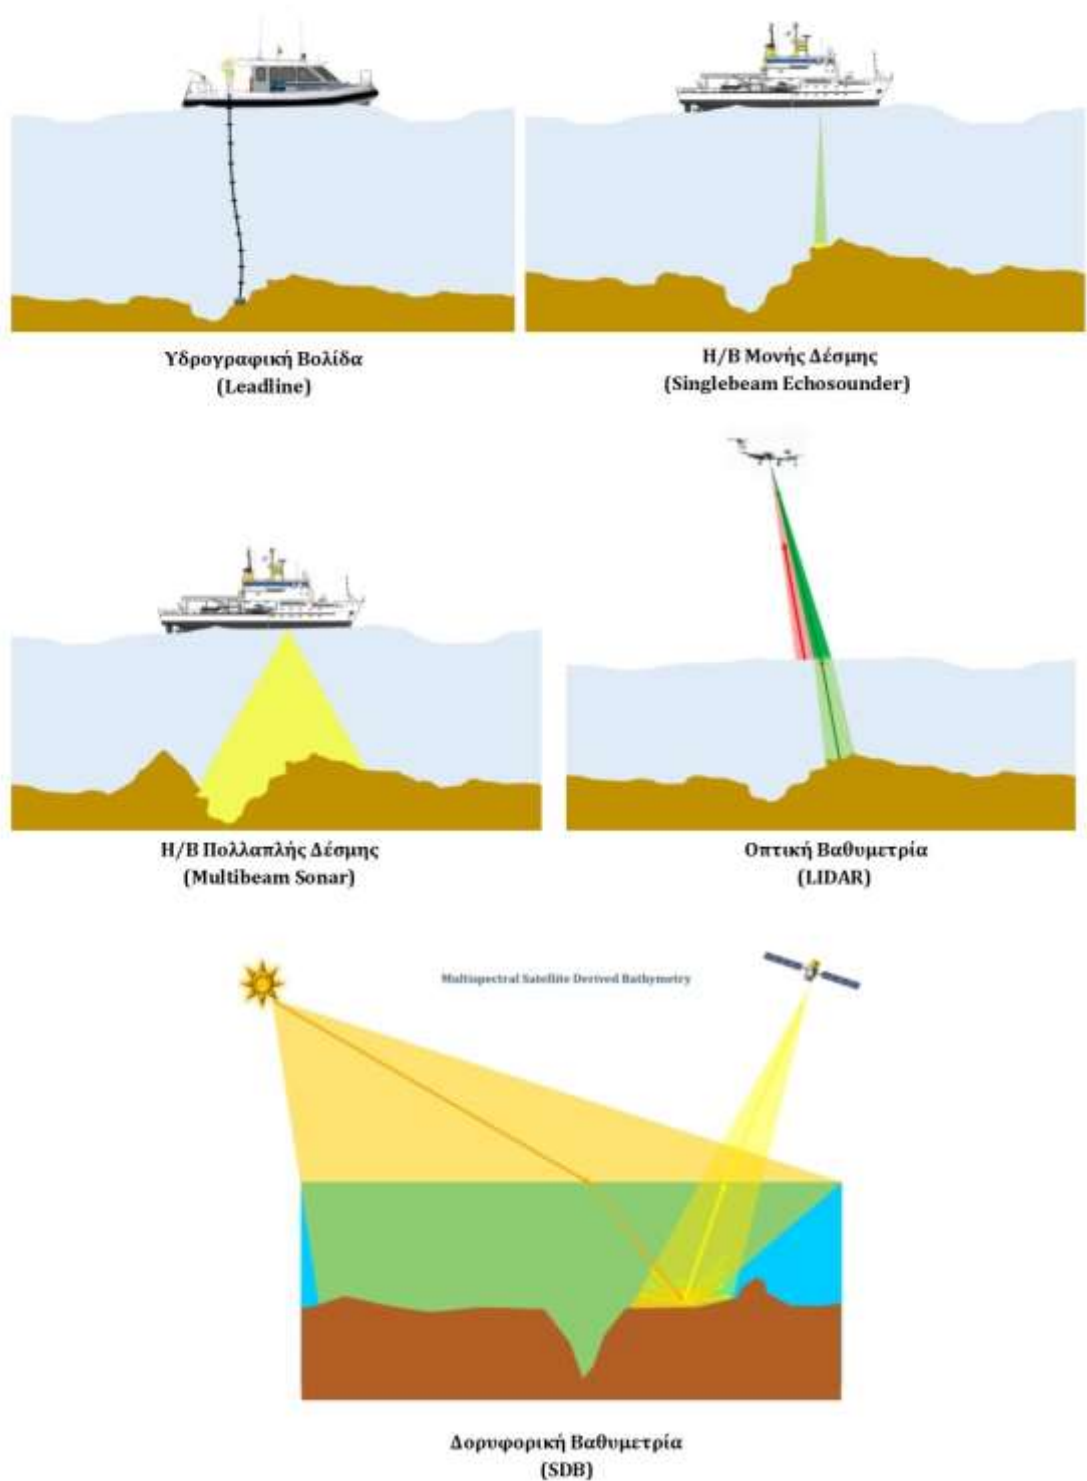 Υδρογραφική Βολίδα
(Leadline)
Η/Β Μονής Δέσμης
(Singlebeam Echosounder)
Η/Β Πολλαπλής Δέσμης
(Multibeam Sonar)
Οπτική Βαθυμετρία
(LIDAR)
Multispectral Satellite Derived Bathymetry
Δορυφορική Βαθυμετρία
(SDB)